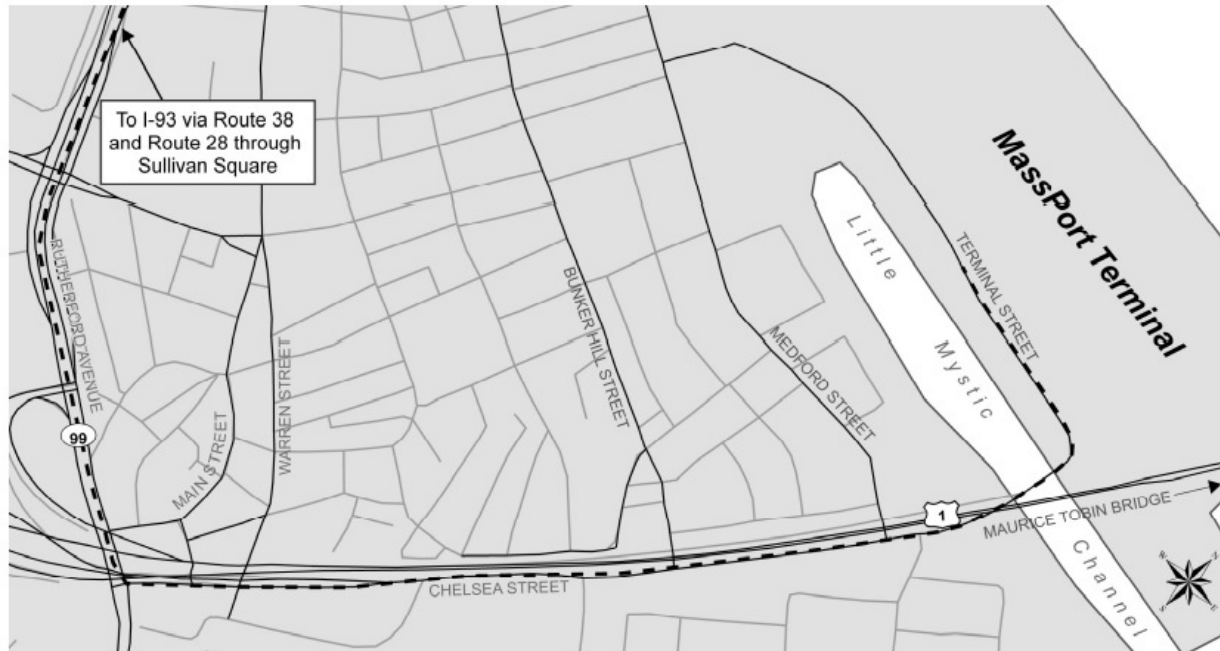 To I-93 via Route 38
and Route 28 through
Sullivan Square
MassPort Terminal
Little
Mystic
Channel
TERMINAL STREET
RUTHERFORD AVENUE
BUNKER HILL STREET
MEDFORD STREET
WARREN STREET
MAIN STREET
99
1
MAURICE TOBIN BRIDGE
CHELSEA STREET
W
N
S
E